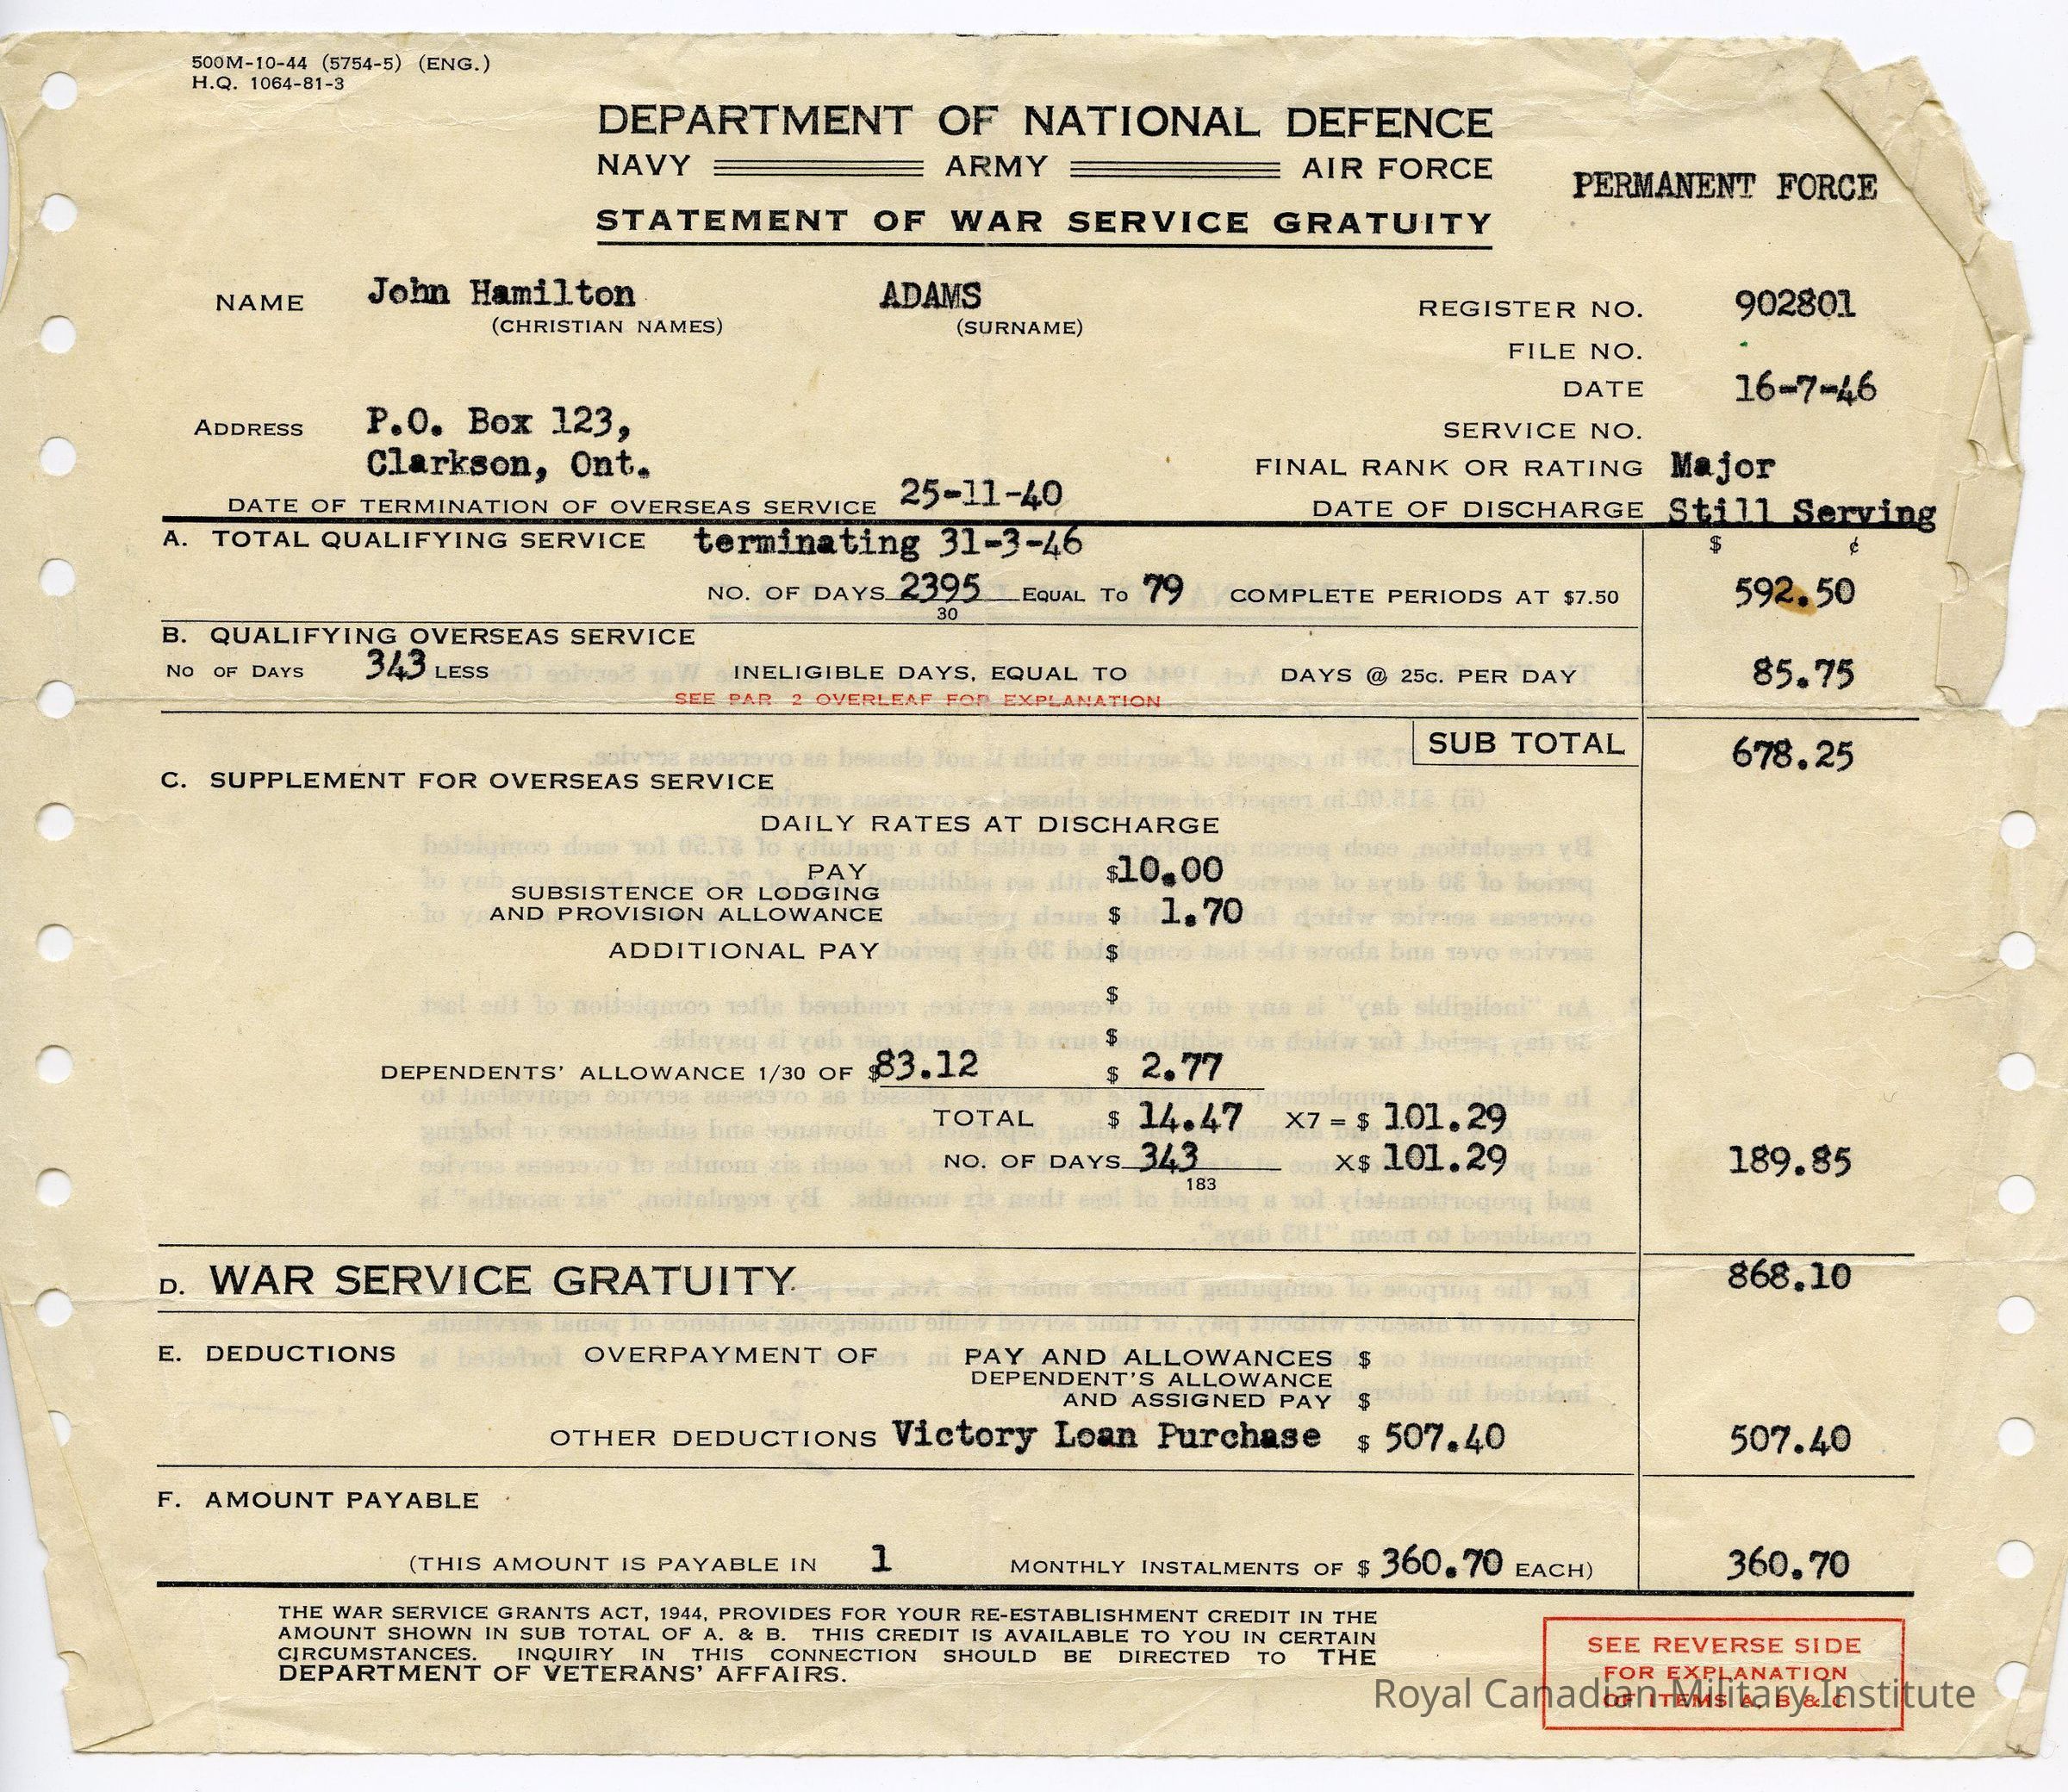 500M-10-44 (5754-5) (ENG.)
H.Q. 1064-81-3
DEPARTMENT OF NATIONAL DEFENCE
NAVY ARMY AIR FORCE
PERMANENT FORCE
STATEMENT OF WAR SERVICE GRATUITY
NAME John Hamilton ADAMS
(CHRISTIAN NAMES) (SURNAME)
REGISTER NO. 902801
FILE NO.
DATE 16-7-46
ADDRESS P.O. Box 123,
Clarkson, Ont.
SERVICE NO.
FINAL RANK OR RATING Major
DATE OF TERMINATION OF OVERSEAS SERVICE 25-11-40
DATE OF DISCHARGE Still Serving
A. TOTAL QUALIFYING SERVICE terminating 31-3-46 $ ¢
NO. OF DAYS 2395 EQUAL TO 79 COMPLETE PERIODS AT $7.50 592.50
30
B. QUALIFYING OVERSEAS SERVICE
NO OF DAYS 343 LESS INELIGIBLE DAYS, EQUAL TO DAYS @ 25c. PER DAY 85.75
SEE PAR 2 OVERLEAF FOR EXPLANATION
SUB TOTAL 678.25
C. SUPPLEMENT FOR OVERSEAS SERVICE
DAILY RATES AT DISCHARGE
PAY $10.00
SUBSISTENCE OR LODGING
AND PROVISION ALLOWANCE $ 1.70
ADDITIONAL PAY $
$
$
DEPENDENTS' ALLOWANCE 1/30 OF $83.12 $ 2.77
TOTAL $ 14.47 X7 = $ 101.29
NO. OF DAYS 343 X$ 101.29 189.85
183
D. WAR SERVICE GRATUITY. 868.10
E. DEDUCTIONS OVERPAYMENT OF PAY AND ALLOWANCES $
DEPENDENT'S ALLOWANCE
AND ASSIGNED PAY $
OTHER DEDUCTIONS Victory Loan Purchase $ 507.40 507.40
F. AMOUNT PAYABLE
(THIS AMOUNT IS PAYABLE IN 1 MONTHLY INSTALMENTS OF $ 360.70 EACH) 360.70
THE WAR SERVICE GRANTS ACT, 1944, PROVIDES FOR YOUR RE-ESTABLISHMENT CREDIT IN THE
AMOUNT SHOWN IN SUB TOTAL OF A. & B. THIS CREDIT IS AVAILABLE TO YOU IN CERTAIN
CIRCUMSTANCES. INQUIRY IN THIS CONNECTION SHOULD BE DIRECTED TO THE
DEPARTMENT OF VETERANS' AFFAIRS.
SEE REVERSE SIDE
FOR EXPLANATION
OF ITEMS A, B & C
Royal Canadian Military Institute